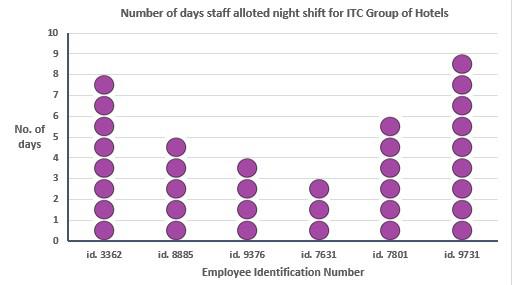 Number of days staff alloted night shift for ITC Group of Hotels
10
9
8
7
6
5
4
3
2
1
0
No. of
days
id. 3362 id. 8885 id. 9376 id. 7631 id. 7801 id. 9731
Employee Identification Number